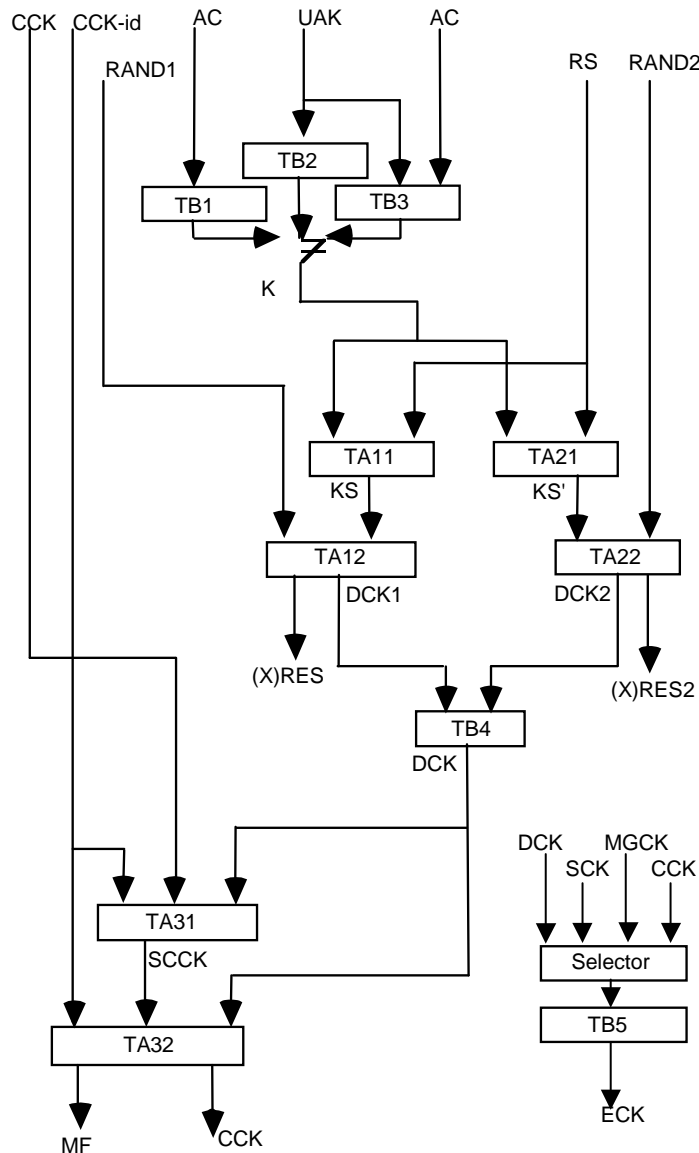 CCK CCK-id AC UAK AC
RAND1 RS RAND2
TB2
TB1 TB3
K
TA11 TA21
KS KS'
TA12 TA22
DCK1 DCK2
(X)RES (X)RES2
TB4
DCK
DCK MGCK
SCK CCK
TA31
SCCK Selector
TB5
TA32
ECK
MF CCK